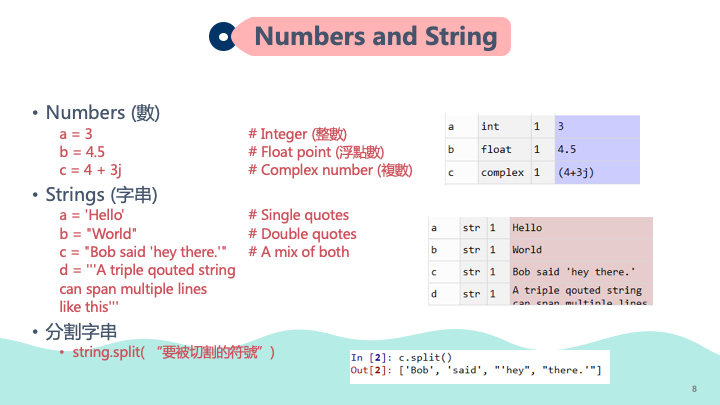 Numbers and String
• Numbers (數)
a = 3 # Integer (整數)
b = 4.5 # Float point (浮點數)
c = 4 + 3j # Complex number (複數)
a int 1 3
b float 1 4.5
c complex 1 (4+3j)
• Strings (字串)
a = 'Hello' # Single quotes
b = "World" # Double quotes
c = "Bob said 'hey there.'" # A mix of both
d = '''A triple qouted string
can span multiple lines
like this'''
a str 1 Hello
b str 1 World
c str 1 Bob said 'hey there.'
d str 1 A triple qouted string
can span multiple lines
• 分割字串
• string.split( “要被切割的符號” )
In [2]: c.split()
Out[2]: ['Bob', 'said', "'hey", "there.'"]
8